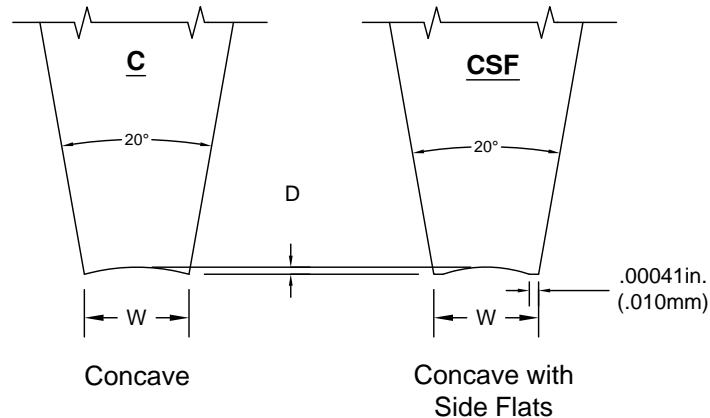 C
CSF
20°
20°
D
.00041in.
(.010mm)
W
W
Concave
Concave with
Side Flats